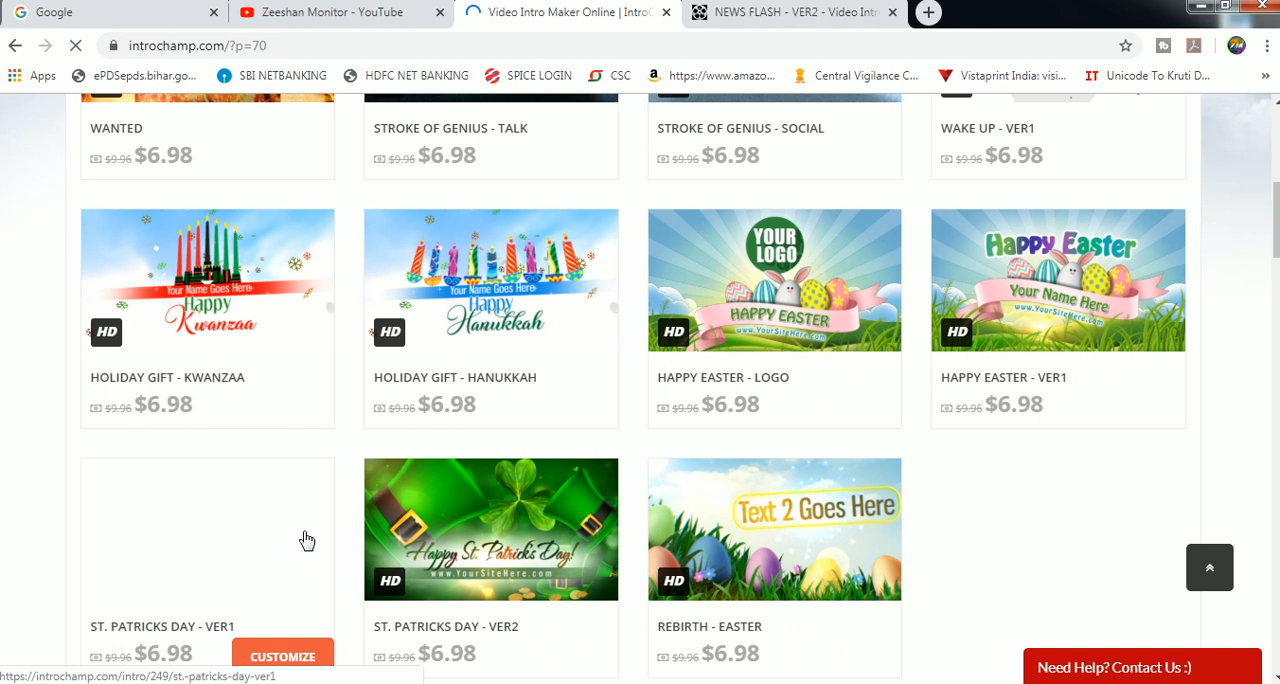 Google
Zeeshan Monitor - YouTube
Video Intro Maker Online | IntroC
NEWS FLASH - VER2 - Video Intr
introchamp.com/?p=70
Apps
ePDSepds.bihar.go...
SBI NETBANKING
HDFC NET BANKING
SPICE LOGIN
CSC
https://www.amazo...
Central Vigilance C...
Vistaprint India: visi...
IT Unicode To Kruti D...
WANTED
$9.96 $6.98
STROKE OF GENIUS - TALK
$9.96 $6.98
STROKE OF GENIUS - SOCIAL
$9.96 $6.98
WAKE UP - VER1
$9.96 $6.98
Your Name Goes Here
Happy
Kwanzaa
HD
HOLIDAY GIFT - KWANZAA
$9.96 $6.98
Your Name Goes Here
Happy
Hanukkah
HD
HOLIDAY GIFT - HANUKKAH
$9.96 $6.98
YOUR
LOGO
HAPPY EASTER
www.YourSiteHere.com
HD
HAPPY EASTER - LOGO
$9.96 $6.98
Happy Easter
Your Name Here
www.YourSiteHere.com
HD
HAPPY EASTER - VER1
$9.96 $6.98
ST. PATRICKS DAY - VER1
$9.96 $6.98
CUSTOMIZE
Happy St. Patrick's Day!
www.YourSiteHere.com
HD
ST. PATRICKS DAY - VER2
$9.96 $6.98
Text 2 Goes Here
HD
REBIRTH - EASTER
$9.96 $6.98
Need Help? Contact Us :)
https://introchamp.com/intro/249/st.-patricks-day-ver1